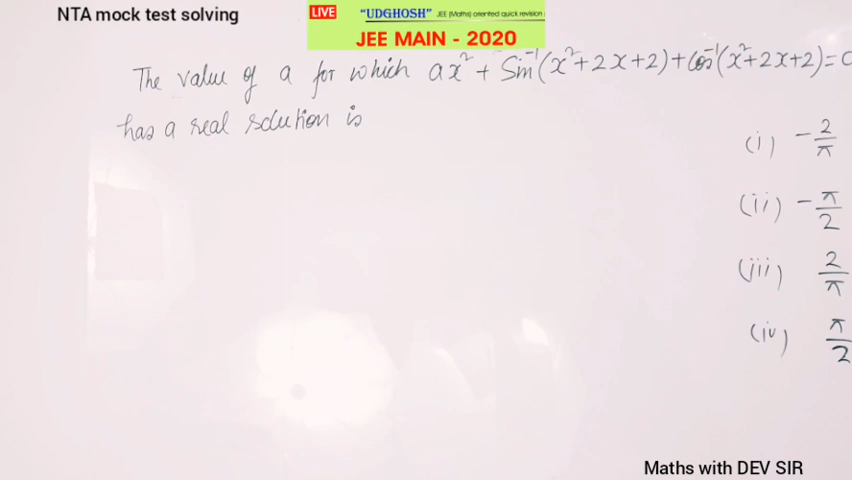 NTA mock test solving
LIVE
"UDGHOSH" JEE (Maths) oriented quick revision
JEE MAIN - 2020
The value of a for which ax² + Sin⁻¹(x²+2x+2)+Cos⁻¹(x²+2x+2)=0
has a real solution is
(i) -2/π
(ii) -π/2
(iii) 2/π
(iv) π/2
Maths with DEV SIR